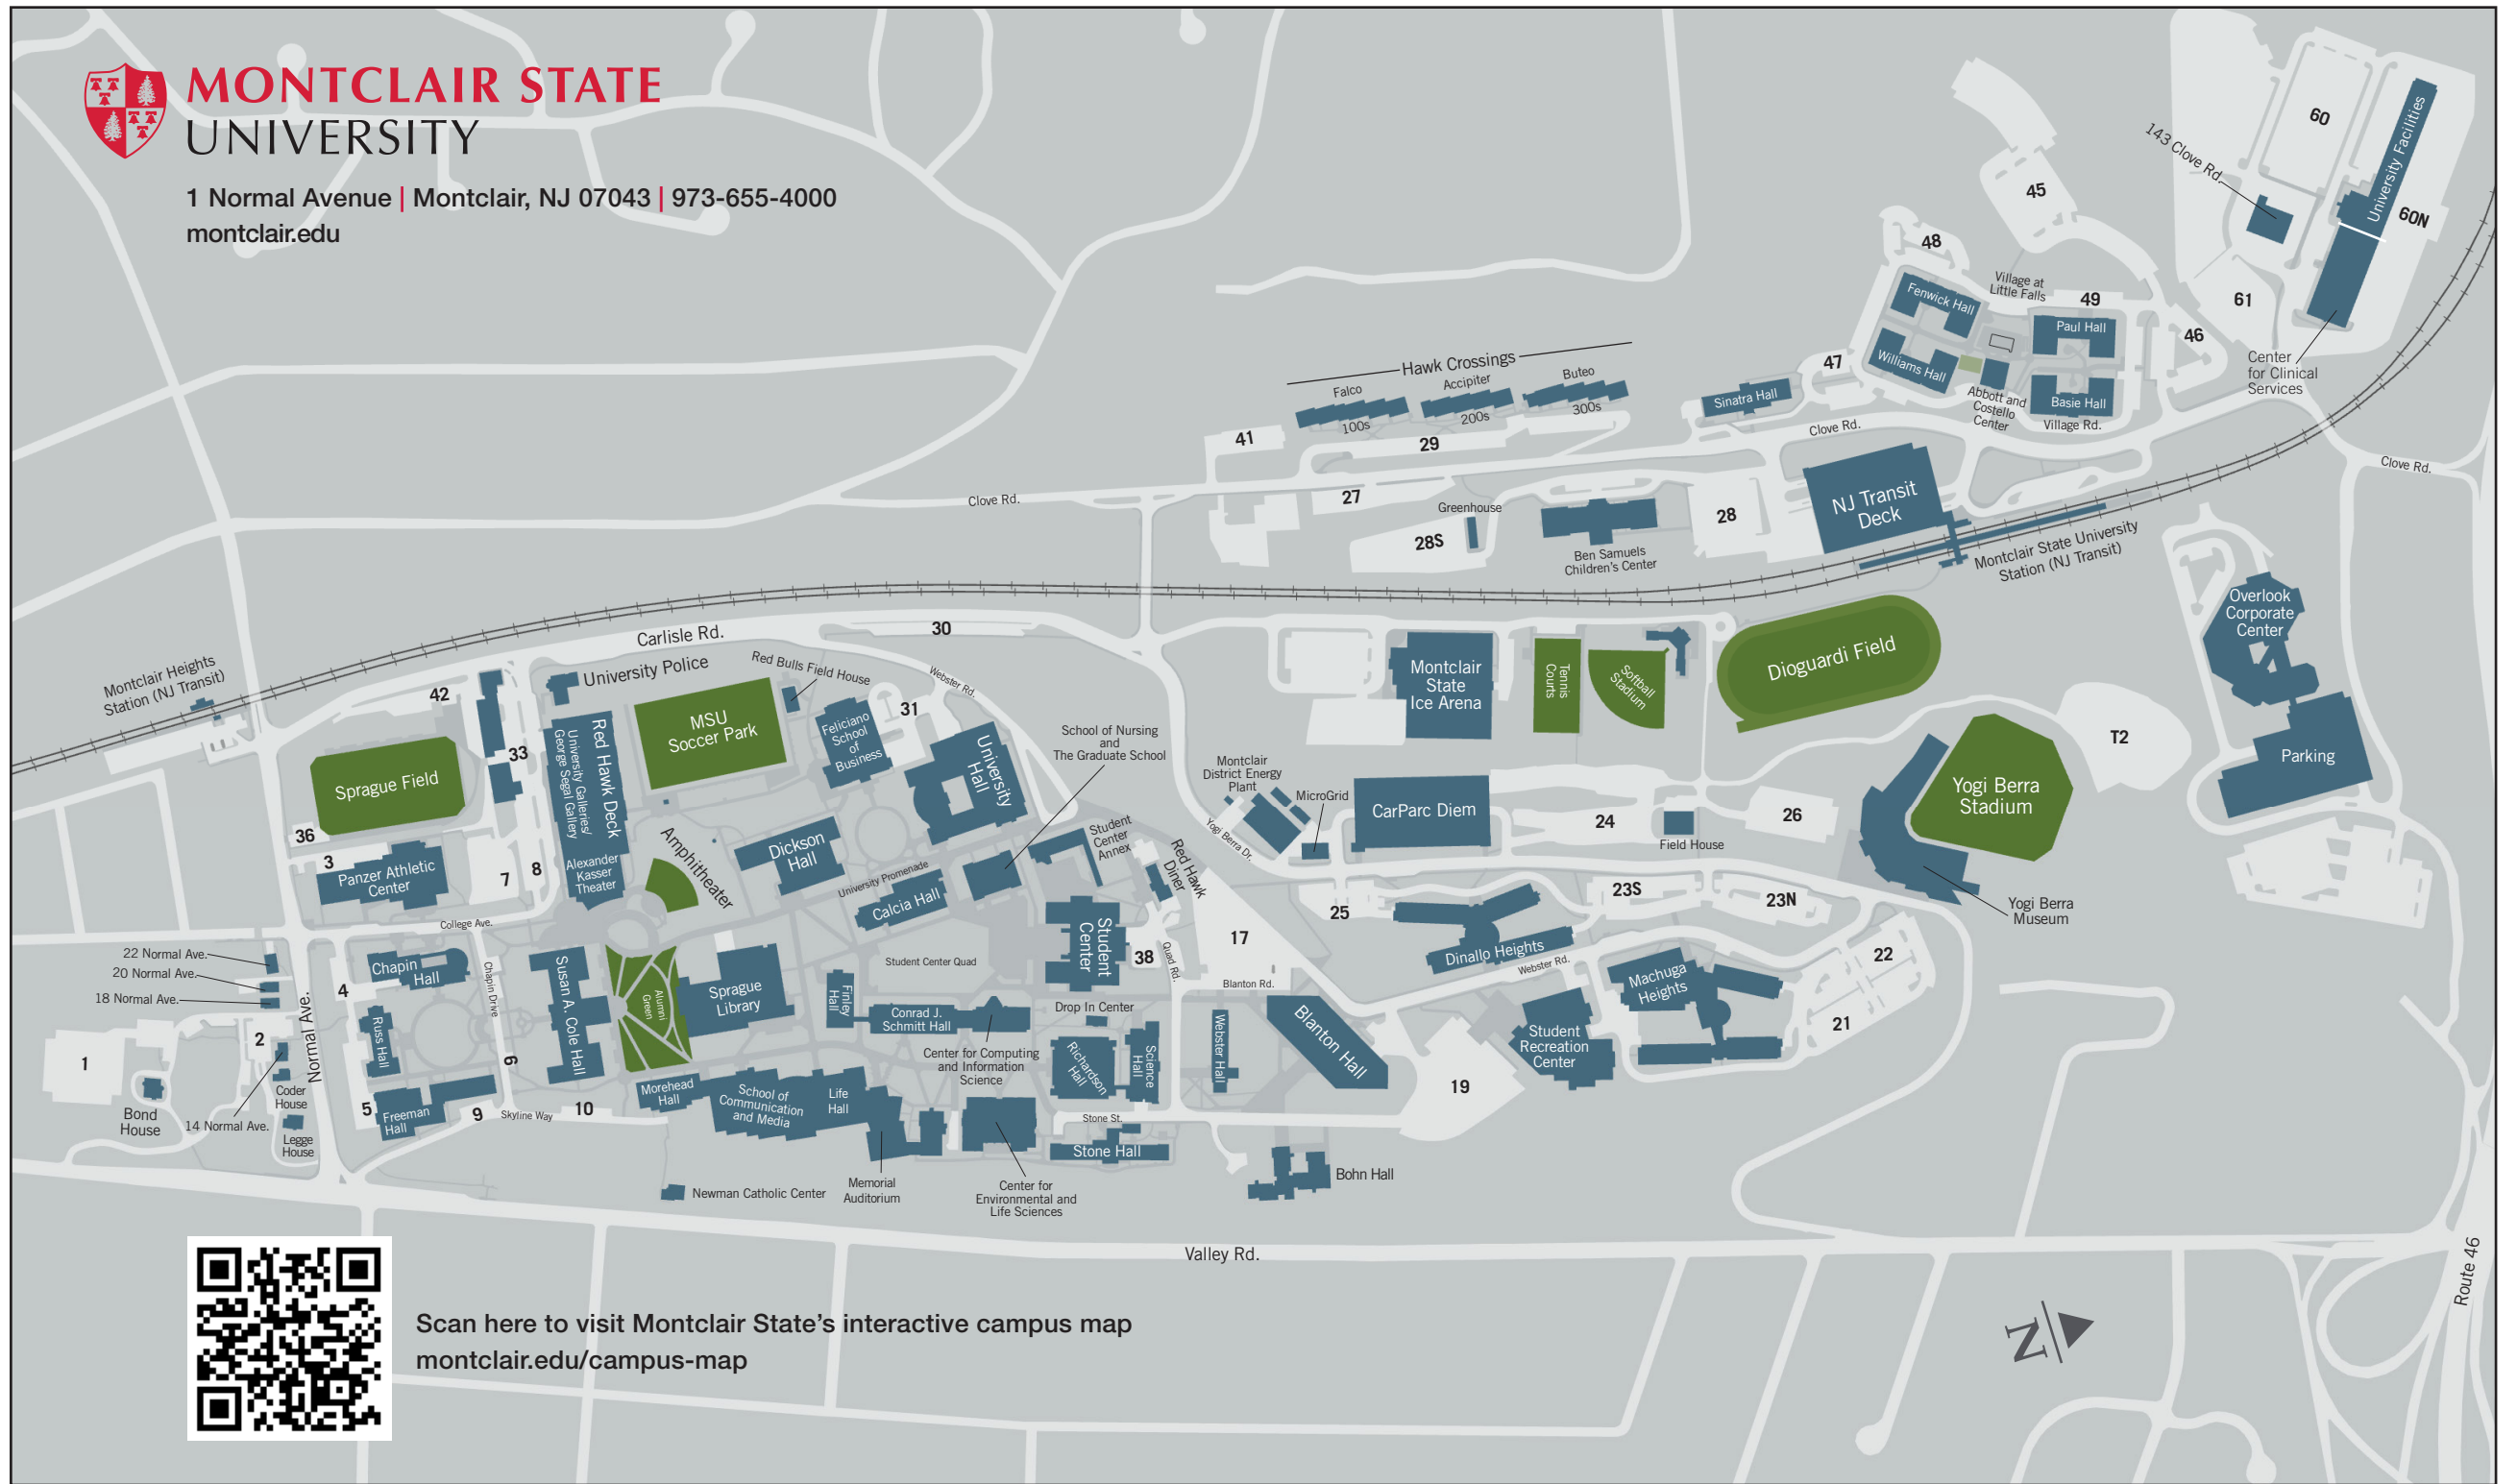 MONTCLAIR STATE
UNIVERSITY
1 Normal Avenue | Montclair, NJ 07043 | 973-655-4000
montclair.edu
60
143 Clove Rd.
University Facilities
45
60N
48
Village at
Little Falls
Fenwick Hall
49
61
Paul Hall
46
Williams Hall
47
Center
for Clinical
Services
Abbott and
Costello
Center
Basie Hall
Village Rd.
Hawk Crossings
Falco
Accipiter
Buteo
100s
200s
300s
Sinatra Hall
41
29
Clove Rd.
Clove Rd.
27
Clove Rd.
Greenhouse
28S
28
NJ Transit
Deck
Ben Samuels
Children's Center
Montclair State University
Station (NJ Transit)
Overlook
Corporate
Center
Carlisle Rd.
30
Montclair Heights
Station (NJ Transit)
42
University Police
Red Bulls Field House
Webster Rd.
Montclair
State
Ice Arena
Tennis
Courts
Softball
Stadium
Dioguardi Field
31
33
MSU
Soccer Park
Feliciano
School
of
Business
University
Hall
School of Nursing
and
The Graduate School
T2
Parking
Sprague Field
Red Hawk Deck
University Galleries/
George Segal Gallery
Montclair
District Energy
Plant
MicroGrid
CarParc Diem
Yogi Berra
Stadium
36
3
Panzer Athletic
Center
7
8
Alexander
Kasser
Theater
Amphitheater
Dickson
Hall
University Promenade
Calcia Hall
Student
Center
Annex
Red Hawk
Diner
Yogi Berra Dr.
24
Field House
26
College Ave.
25
23S
23N
Yogi Berra
Museum
22 Normal Ave.
20 Normal Ave.
18 Normal Ave.
Chapin
Hall
4
Chapin Drive
Susan A. Cole Hall
Alumni
Green
Sprague
Library
Student Center Quad
Student
Center
38
Quad Rd.
17
Blanton Rd.
Dinallo Heights
Webster Rd.
Machuga
Heights
22
21
Finley
Hall
Conrad J.
Schmitt Hall
Drop In Center
1
2
Normal Ave.
Russ Hall
6
Center for Computing
and Information
Science
Richardson
Hall
Science
Hall
Webster Hall
Blanton Hall
Student
Recreation
Center
19
Bond
House
14 Normal Ave.
Coder
House
Legge
House
5
Freeman
Hall
9
Skyline Way
10
Morehead
Hall
School of
Communication
and Media
Life
Hall
Stone St.
Stone Hall
Newman Catholic Center
Memorial
Auditorium
Center for
Environmental and
Life Sciences
Bohn Hall
Valley Rd.
Route 46
N
Scan here to visit Montclair State's interactive campus map
montclair.edu/campus-map